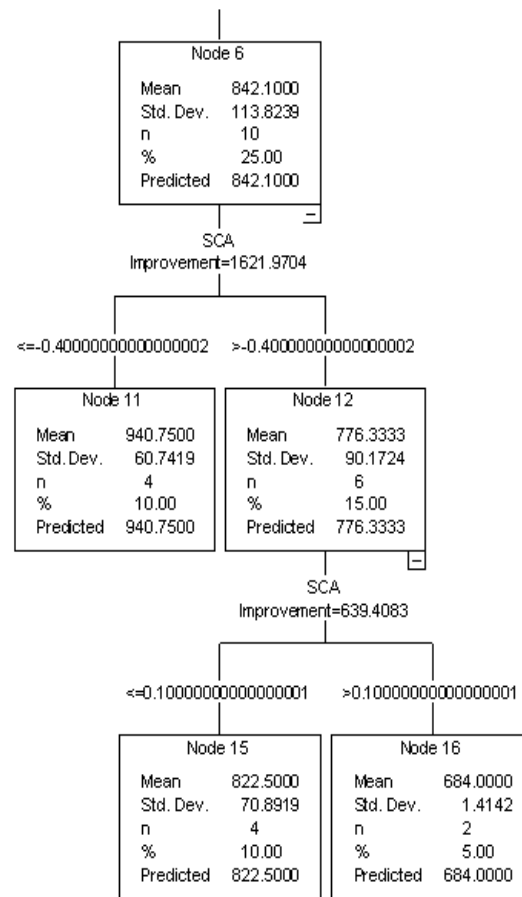 Node 6
Mean 842.1000
Std. Dev. 113.8239
n 10
% 25.00
Predicted 842.1000
SCA
Improvement=1621.9704
<=-0.40000000000000002 >-0.40000000000000002
Node 11
Mean 940.7500
Std. Dev. 60.7419
n 4
% 10.00
Predicted 940.7500
Node 12
Mean 776.3333
Std. Dev. 90.1724
n 6
% 15.00
Predicted 776.3333
SCA
Improvement=639.4083
<=0.10000000000000001 >0.10000000000000001
Node 15
Mean 822.5000
Std. Dev. 70.8919
n 4
% 10.00
Predicted 822.5000
Node 16
Mean 684.0000
Std. Dev. 1.4142
n 2
% 5.00
Predicted 684.0000